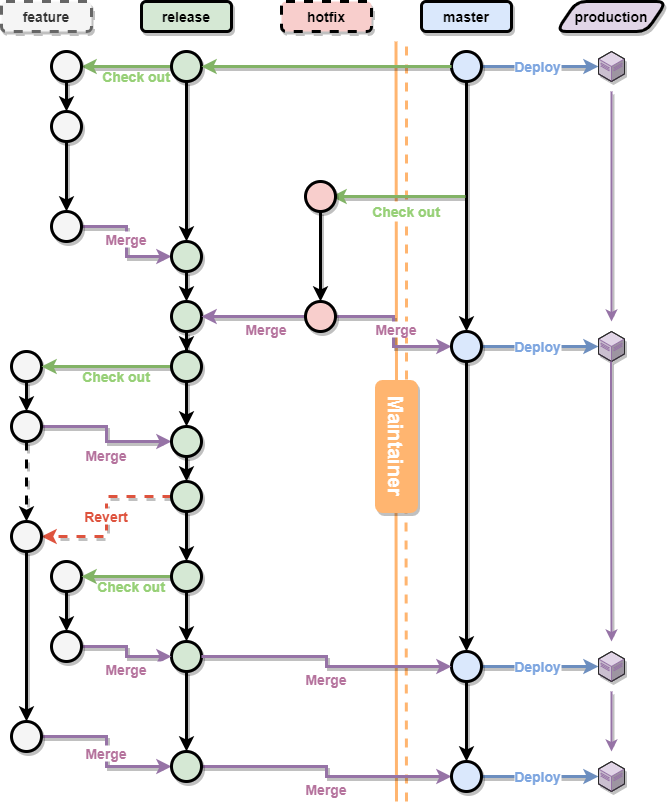 feature
release
hotfix
master
production
Check out
Deploy
Check out
Merge
Merge
Merge
Deploy
Check out
Maintainer
Merge
Revert
Check out
Merge
Merge
Deploy
Merge
Merge
Deploy